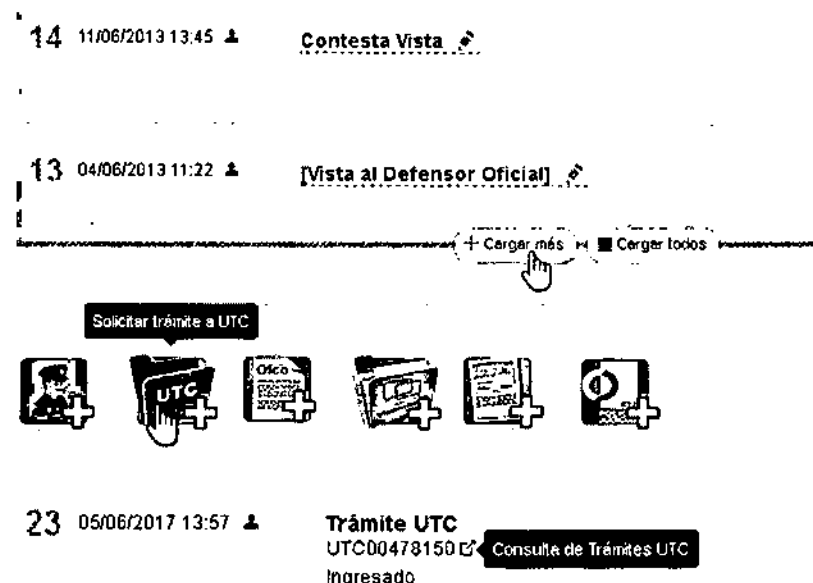 14 11/06/2013 13:45 Contesta Vista
13 04/06/2013 11:22 [Vista al Defensor Oficial]
+ Cargar más Cargar todos
Solicitar trámite a UTC
UTC Oficio
23 05/06/2017 13:57 Trámite UTC
UTC00478150 Consulta de Trámites UTC
Ingresado